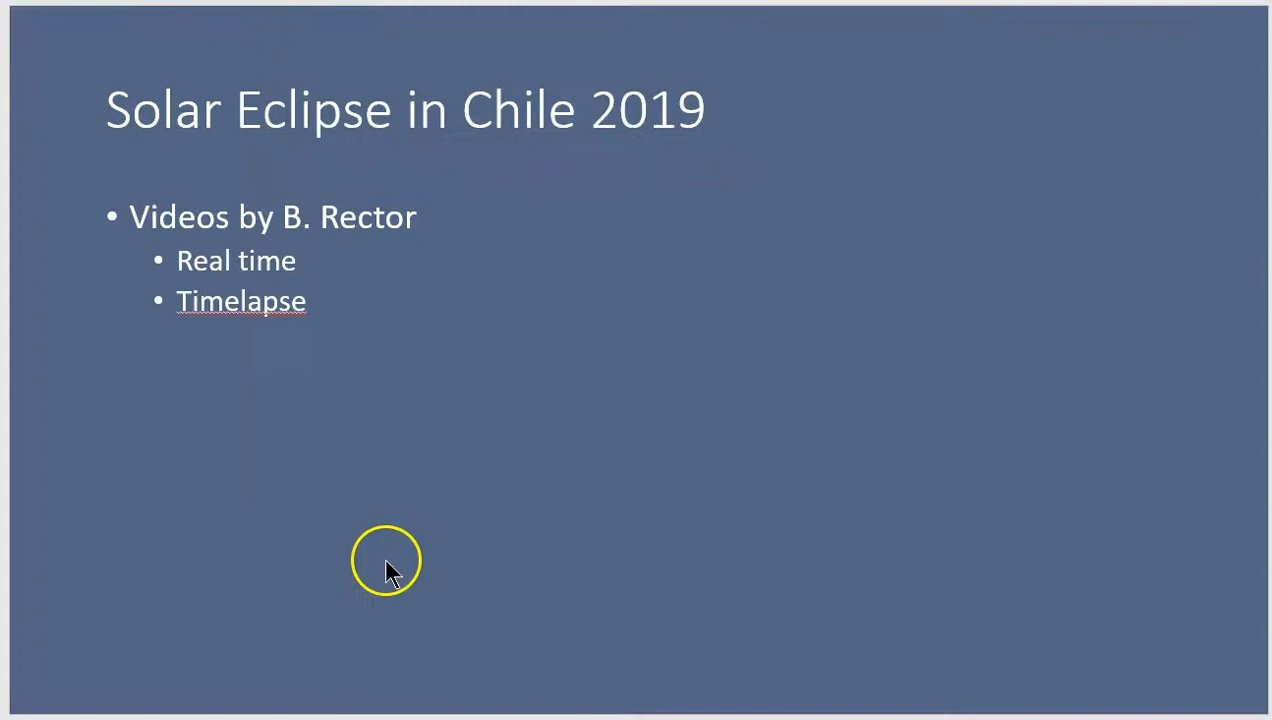 Solar Eclipse in Chile 2019
• Videos by B. Rector
• Real time
• Timelapse